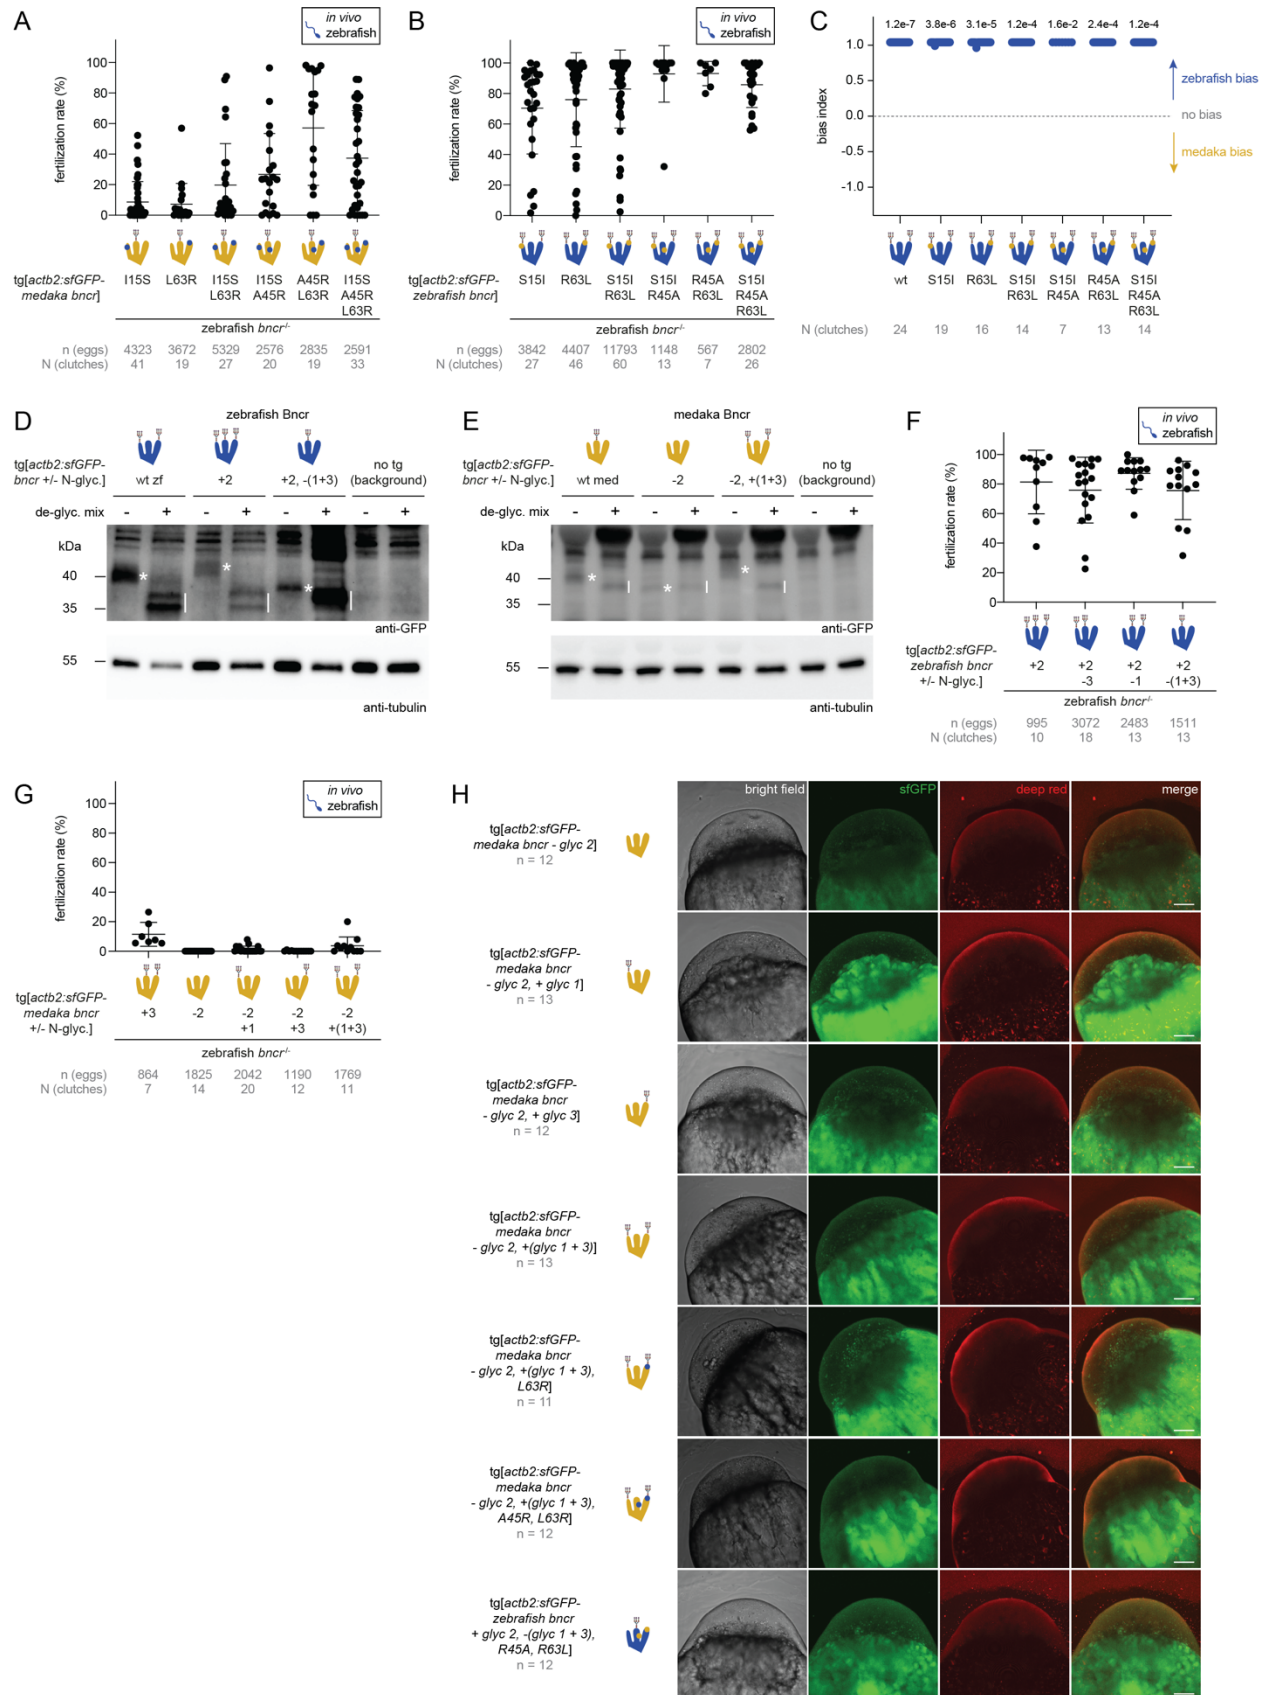 A
in vivo
zebrafish
fertilization rate (%)
100
80
60
40
20
0
tg[actb2:sfGFP-
medaka bncr]
I15S L63R I15S I15S A45R I15S
L63R A45R L63R A45R
L63R
zebrafish bncr-/-
n (eggs) 4323 3672 5329 2576 2835 2591
N (clutches) 41 19 27 20 19 33
B
in vivo
zebrafish
fertilization rate (%)
100
80
60
40
20
0
tg[actb2:sfGFP-
zebrafish bncr]
S15I R63L S15I S15I R45A S15I
R63L R45A R63L R45A
R63L
zebrafish bncr-/-
n (eggs) 3842 4407 11793 1148 567 2802
N (clutches) 27 46 60 13 7 26
C
1.2e-7 3.8e-6 3.1e-5 1.2e-4 1.6e-2 2.4e-4 1.2e-4
bias index
1.0
0.5
0.0
-0.5
-1.0
zebrafish bias
no bias
medaka bias
wt S15I R63L S15I S15I R45A S15I
R63L R45A R63L R45A
R63L
N (clutches) 24 19 16 14 7 13 14
D
zebrafish Bncr
tg[actb2:sfGFP-
bncr +/- N-glyc.]
wt zf +2 +2, -(1+3) no tg
(background)
de-glyc. mix - + - + - + - +
kDa
40
35
* * *
anti-GFP
55
anti-tubulin
E
medaka Bncr
tg[actb2:sfGFP-
bncr +/- N-glyc.]
wt med -2 -2, +(1+3) no tg
(background)
de-glyc. mix - + - + - + - +
kDa
40
35
* * *
anti-GFP
55
anti-tubulin
F
in vivo
zebrafish
fertilization rate (%)
100
80
60
40
20
0
tg[actb2:sfGFP-
zebrafish bncr
+/- N-glyc.]
+2 +2 +2 +2
-3 -1 -(1+3)
zebrafish bncr-/-
n (eggs) 995 3072 2483 1511
N (clutches) 10 18 13 13
G
in vivo
zebrafish
fertilization rate (%)
100
80
60
40
20
0
tg[actb2:sfGFP-
medaka bncr
+/- N-glyc.]
+3 -2 -2 -2 -2
+1 +3 +(1+3)
zebrafish bncr-/-
n (eggs) 864 1825 2042 1190 1769
N (clutches) 7 14 20 12 11
H
bright field sfGFP deep red merge
tg[actb2:sfGFP-
medaka bncr - glyc 2]
n = 12
tg[actb2:sfGFP-
medaka bncr
- glyc 2, + glyc 1]
n = 13
tg[actb2:sfGFP-
medaka bncr
- glyc 2, + glyc 3]
n = 12
tg[actb2:sfGFP-
medaka bncr
- glyc 2, +(glyc 1 + 3)]
n = 13
tg[actb2:sfGFP-
medaka bncr
- glyc 2, +(glyc 1 + 3),
L63R]
n = 11
tg[actb2:sfGFP-
medaka bncr
- glyc 2, +(glyc 1 + 3),
A45R, L63R]
n = 12
tg[actb2:sfGFP-
zebrafish bncr
+ glyc 2, -(glyc 1 + 3),
R45A, R63L]
n = 12